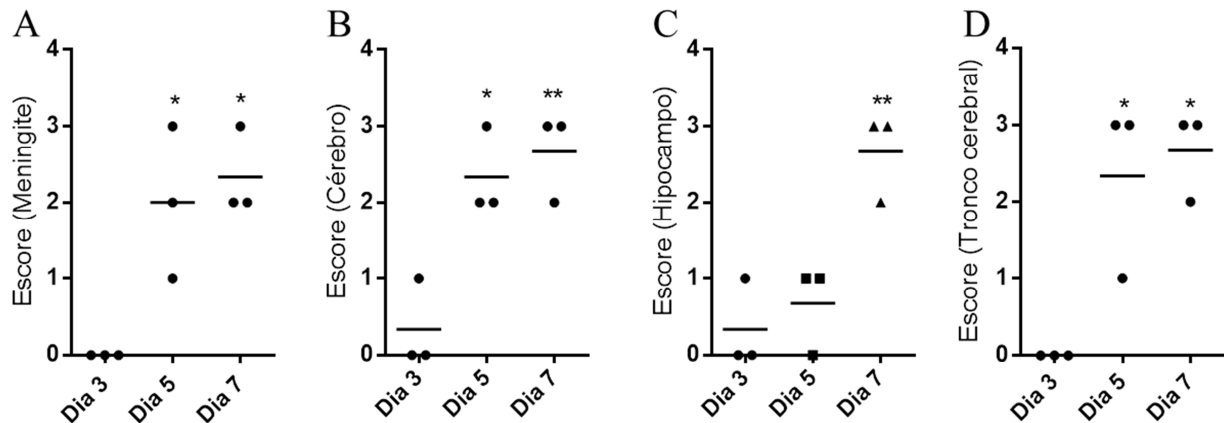 A
Escore (Meningite)
4
3
2
1
0
*
*
Dia 3
Dia 5
Dia 7
B
Escore (Cérebro)
4
3
2
1
0
*
**
Dia 3
Dia 5
Dia 7
C
Escore (Hipocampo)
4
3
2
1
0
**
Dia 3
Dia 5
Dia 7
D
Escore (Tronco cerebral)
4
3
2
1
0
*
*
Dia 3
Dia 5
Dia 7